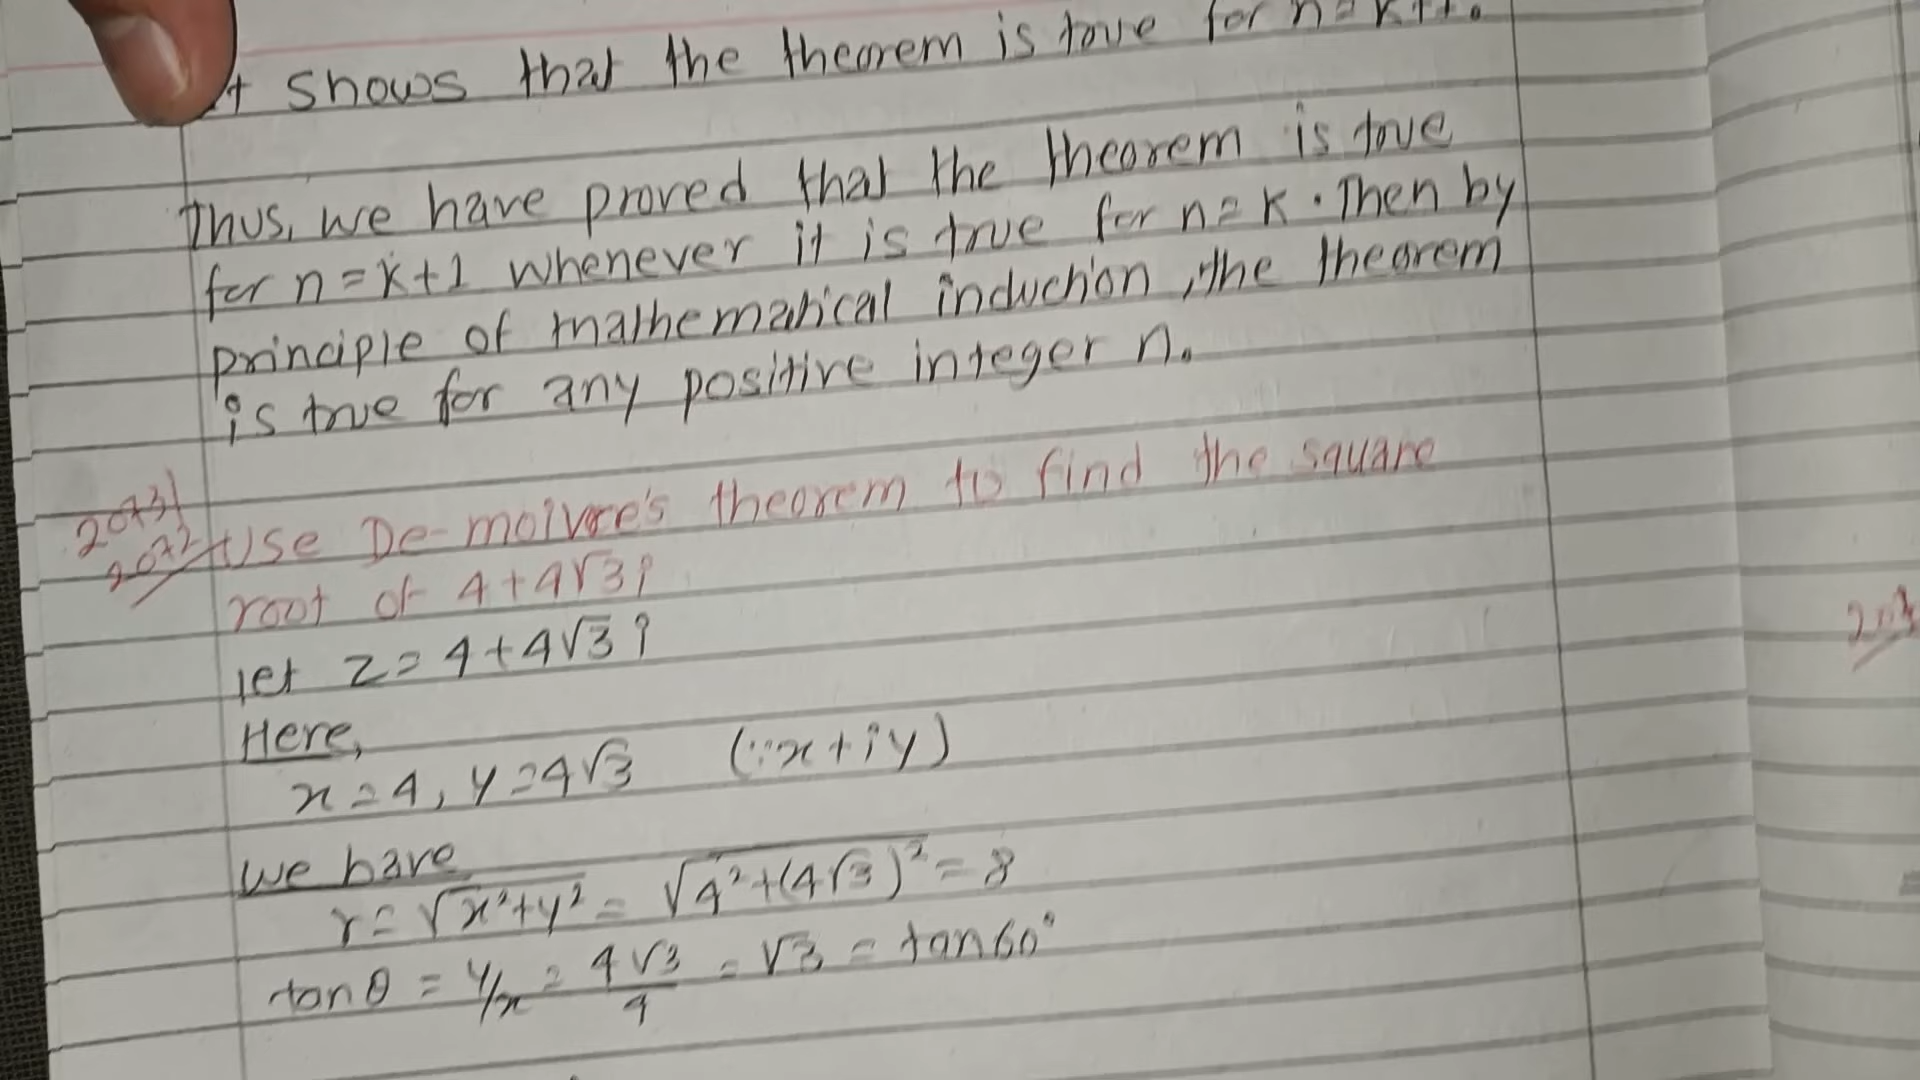 It shows that the theorem is true for n=k+1.
Thus, we have proved that the theorem is true
for n=k+1 whenever it is true for n=k. Then by
principle of mathematical induction, the theorem
is true for any positive integer n.
2073
2072 Use De-moivre's theorem to find the square
root of 4+4√3i
let z=4+4√3i
Here,
x=4, y=4√3 (∵x+iy)
we have
r=√x²+y² = √4²+(4√3)² = 8
tanθ = y/x = 4√3/4 = √3 = tan60°